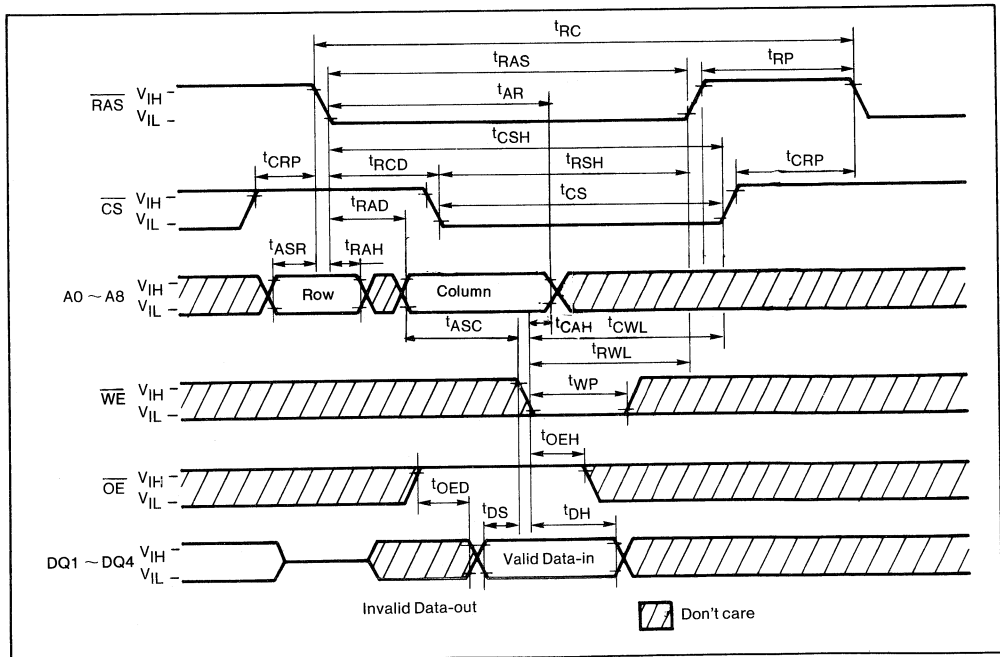 tRC
tRAS
tRP
tAR
RAS
VIH
VIL
tCSH
tCRP
tRCD
tRSH
tCRP
CS
VIH
VIL
tRAD
tCS
tASR
tRAH
A0 ~ A8
VIH
VIL
Row
Column
tASC
tCAH
tCWL
tRWL
WE
VIH
VIL
tWP
tOEH
OE
VIH
VIL
tOED
tDS
tDH
DQ1 ~ DQ4
VIH
VIL
Valid Data-in
Invalid Data-out
Don't care